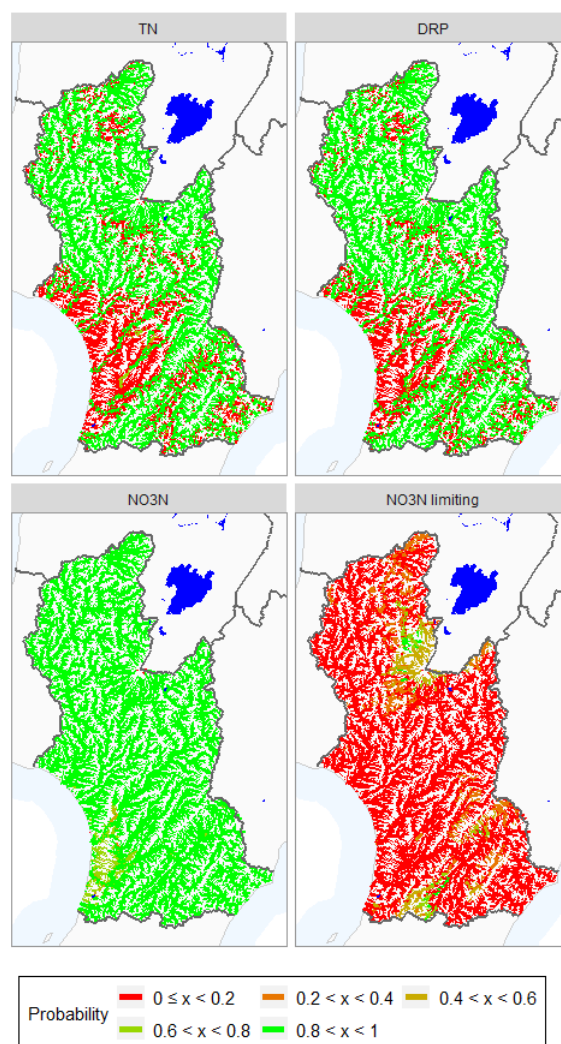 TN
DRP
NO3N
NO3N limiting
Probability
0 ≤ x < 0.2
0.2 < x < 0.4
0.4 < x < 0.6
0.6 < x < 0.8
0.8 < x < 1